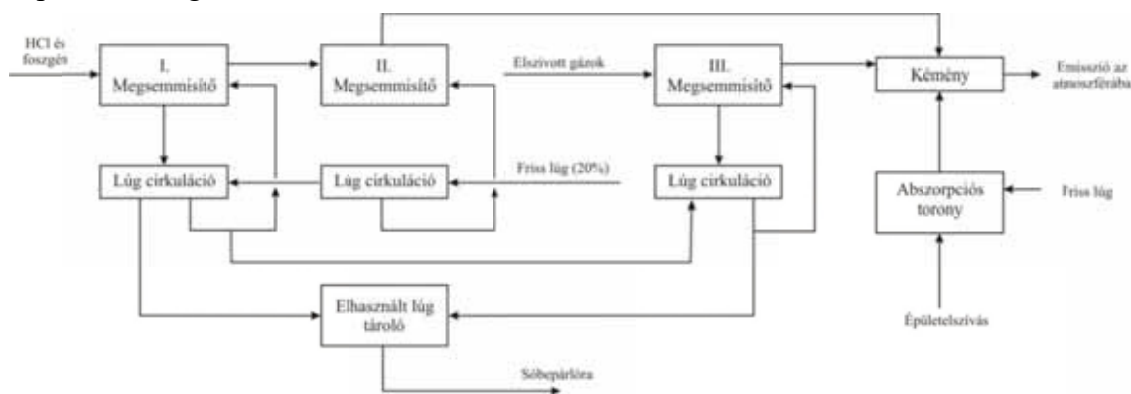 HCl és
foszgén
I.
Megsemmisítő
II.
Megsemmisítő
Elszívott gázok
III.
Megsemmisítő
Kémény
Emisszió az
atmoszférába
Lúg cirkuláció
Lúg cirkuláció
Friss lúg (20%)
Lúg cirkuláció
Abszorpciós
torony
Friss lúg
Elhasznált lúg
tároló
Épületelszívás
Sóbepárlóra